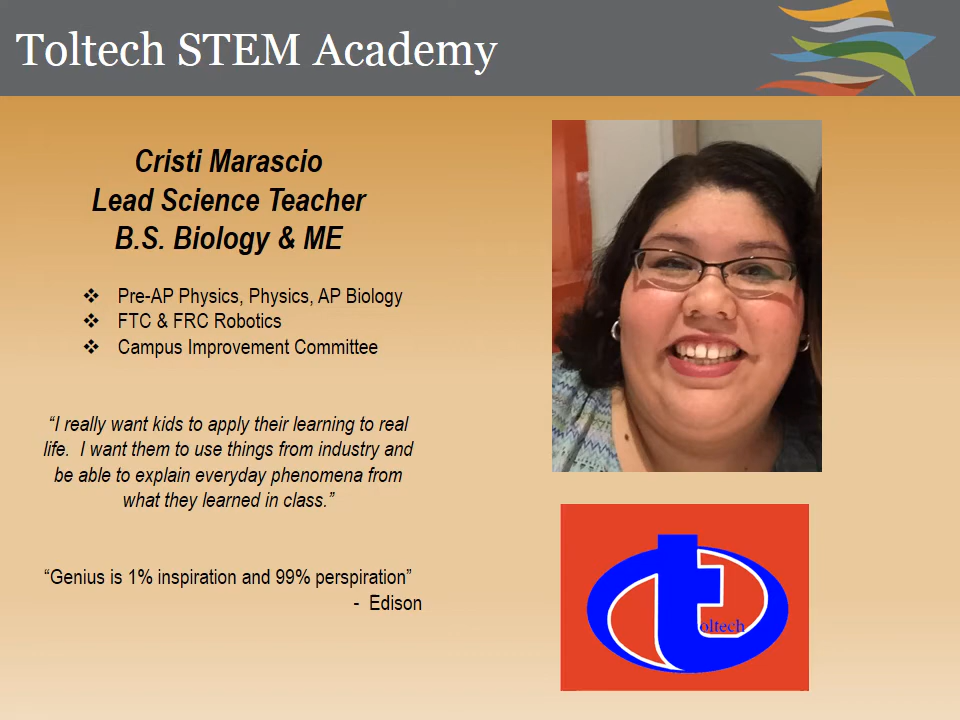 Toltech STEM Academy
Cristi Marascio
Lead Science Teacher
B.S. Biology & ME
❖ Pre-AP Physics, Physics, AP Biology
❖ FTC & FRC Robotics
❖ Campus Improvement Committee
“I really want kids to apply their learning to real
life.  I want them to use things from industry and
be able to explain everyday phenomena from
what they learned in class.”
“Genius is 1% inspiration and 99% perspiration”
- Edison
t
toltech